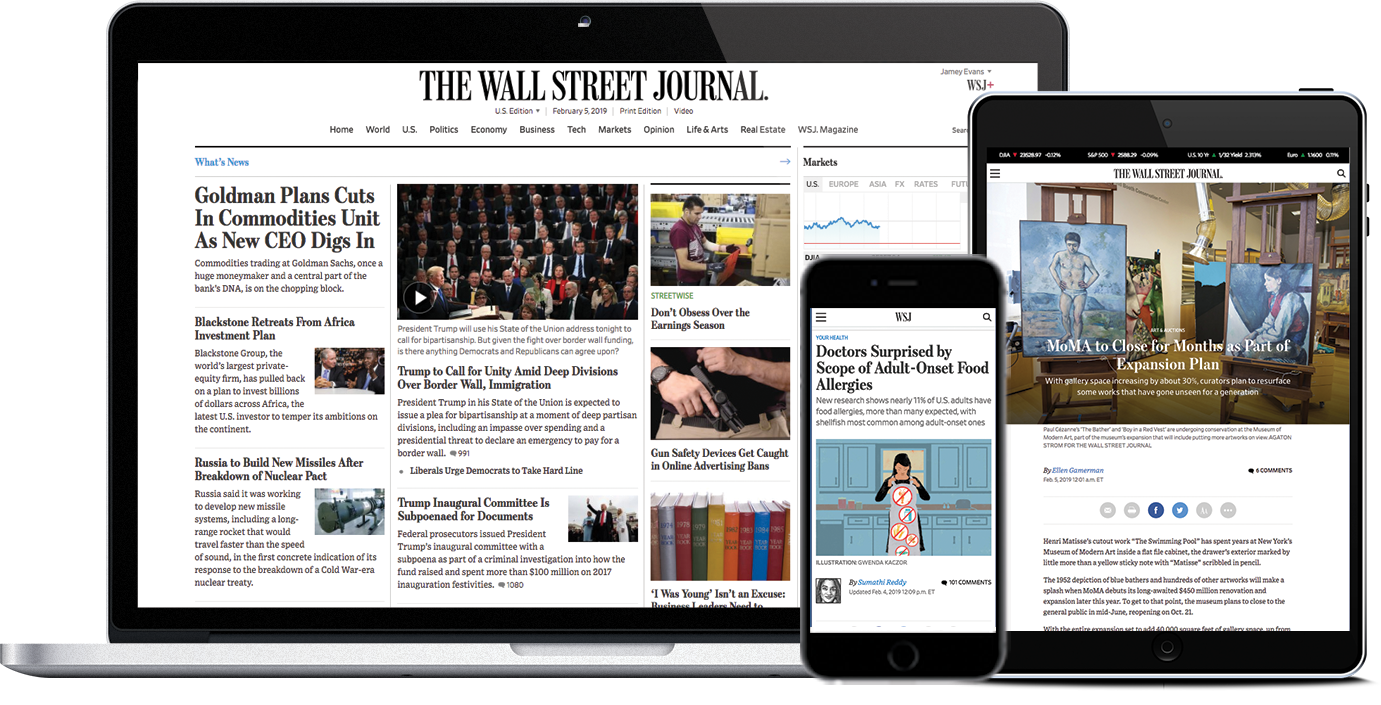 THE WALL STREET JOURNAL.
Jamey Evans
WSJ+
U.S. Edition | February 5, 2019 | Print Edition | Video
Home World U.S. Politics Economy Business Tech Markets Opinion Life & Arts Real Estate WSJ. Magazine
What's News
Goldman Plans Cuts
In Commodities Unit
As New CEO Digs In
Commodities trading at Goldman Sachs, once a
huge moneymaker and a central part of the
bank's DNA, is on the chopping block.
Blackstone Retreats From Africa
Investment Plan
Blackstone Group, the
world's largest private-
equity firm, has pulled back
on a plan to invest billions
of dollars across Africa, the
latest U.S. investor to temper its ambitions on
the continent.
Russia to Build New Missiles After
Breakdown of Nuclear Pact
Russia said it was working
to develop new missile
systems, including a long-
range rocket that would
travel faster than the speed
of sound, in the first concrete indication of its
response to the breakdown of a Cold War-era
nuclear treaty.
President Trump will use his State of the Union address tonight to
call for bipartisanship. But given the fight over border wall funding,
is there anything Democrats and Republicans can agree upon?
Trump to Call for Unity Amid Deep Divisions
Over Border Wall, Immigration
President Trump in his State of the Union is expected to
issue a plea for bipartisanship at a moment of deep partisan
divisions, including an impasse over spending and a
presidential threat to declare an emergency to pay for a
border wall. 991
Liberals Urge Democrats to Take Hard Line
Trump Inaugural Committee Is
Subpoenaed for Documents
Federal prosecutors issued President
Trump's inaugural committee with a
subpoena as part of a criminal investigation into how the
fund raised and spent more than $100 million on 2017
inauguration festivities. 1080
STREETWISE
Don't Obsess Over the
Earnings Season
Gun Safety Devices Get Caught
in Online Advertising Bans
'I Was Young' Isn't an Excuse:
Business Leaders Need to
Markets
U.S. EUROPE ASIA FX RATES
DJIA
WSJ
YOUR HEALTH
Doctors Surprised by
Scope of Adult-Onset Food
Allergies
New research shows nearly 11% of U.S. adults have
food allergies, more than many expected, with
shellfish most common among adult-onset ones
ILLUSTRATION: GWENDA KACZOR
By Sumathi Reddy
101 COMMENTS
Updated Feb. 4, 2019 12:09 p.m. ET
DJIA ▼ 23528.97 -0.12% S&P 500 ▼ 2588.29 -0.09% U.S. 10 Yr ▲ 1/32 Yield 2.313% Euro ▲ 1.1600 0.11%
THE WALL STREET JOURNAL.
ART & AUCTIONS
MoMA to Close for Months as Part of
Expansion Plan
With gallery space increasing by about 30%, curators plan to resurface
some works that have gone unseen for a generation
Paul Cézanne's 'The Bather' and 'Boy in a Red Vest' are undergoing conservation at the Museum of
Modern Art, part of the museum's expansion that will include putting more artworks on view. AGATON
STROM FOR THE WALL STREET JOURNAL
By Ellen Gamerman
6 COMMENTS
Feb. 5, 2019 12:01 a.m. ET
Henri Matisse's cutout work "The Swimming Pool" has spent years at New York's
Museum of Modern Art inside a flat file cabinet, the drawer's exterior marked by
little more than a yellow sticky note with "Matisse" scribbled in pencil.
The 1952 depiction of blue bathers and hundreds of other artworks will make a
splash when MoMA debuts its long-awaited $450 million renovation and
expansion later this year. To get to that point, the museum plans to close to the
general public in mid-June, reopening on Oct. 21.
With the entire expansion set to add 40,000 square feet of gallery space, up from